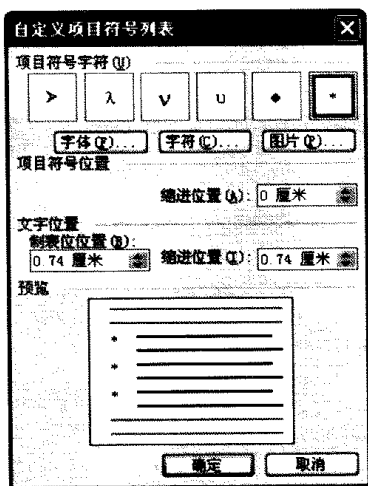 自定义项目符号列表
项目符号字符(U)
➢ λ ν υ ◆ *
字体(F)... 字符(C)... 图片(P)...
项目符号位置
缩进位置(A): 0 厘米
文字位置
制表位位置(B):
0.74 厘米 缩进位置(I): 0.74 厘米
预览
*
*
*
确定 取消